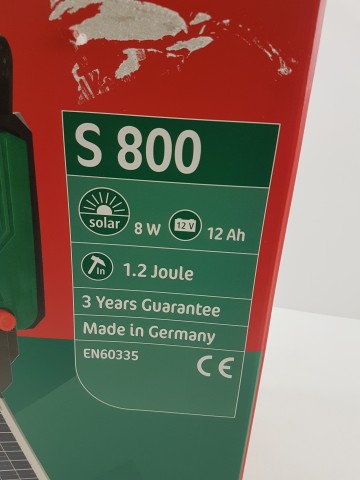 S 800
solar 8 W 12 V 12 Ah
In 1.2 Joule
3 Years Guarantee
Made in Germany
EN60335 CE